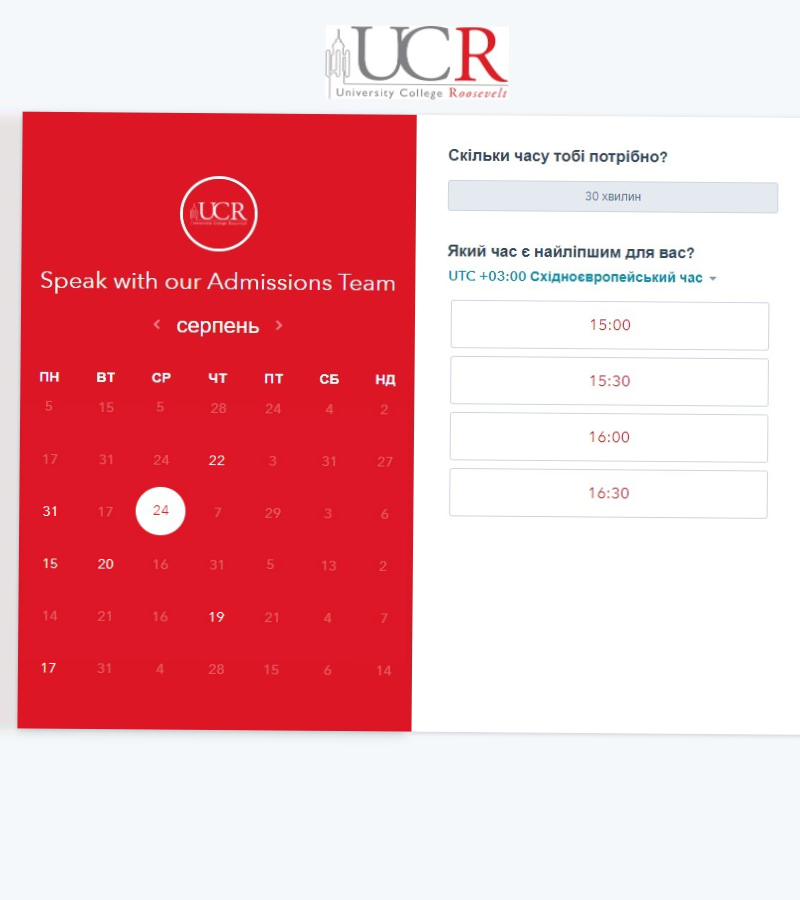 UCR
University College Roosevelt
UCR
Speak with our Admissions Team
серпень
ПН ВТ СР ЧТ ПТ СБ НД
5 15 5 28 24 4 2
17 31 24 22 3 31 27
31 17 24 7 29 3 6
15 20 16 31 5 13 2
14 21 16 19 21 4 7
17 31 4 28 15 6 14
Скільки часу тобі потрібно?
30 хвилин
Який час є найліпшим для вас?
UTC +03:00 Східноєвропейський час
15:00
15:30
16:00
16:30